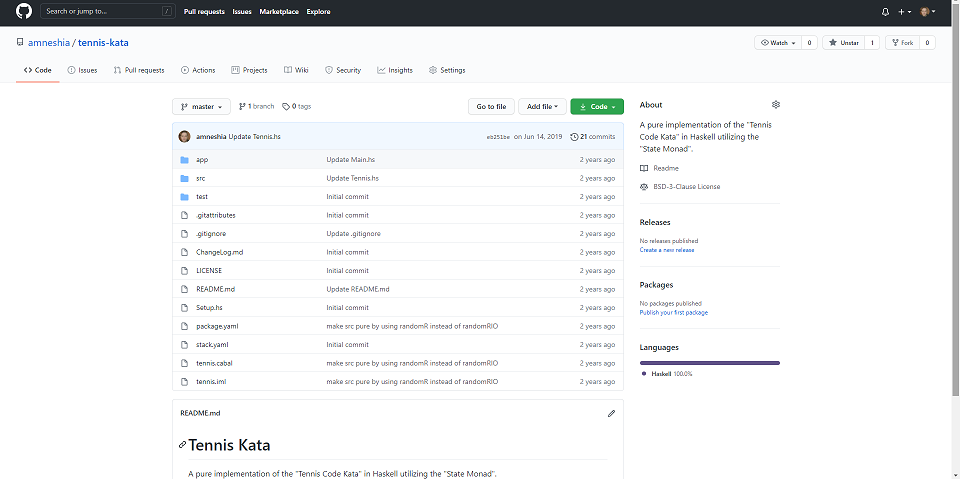 Search or jump to... /
Pull requests Issues Marketplace Explore
amneshia / tennis-kata
Watch 0 Unstar 1 Fork 0
Code Issues Pull requests Actions Projects Wiki Security Insights Settings
master 1 branch 0 tags Go to file Add file Code
amneshia Update Tennis.hs eb251be on Jun 14, 2019 21 commits
app Update Main.hs 2 years ago
src Update Tennis.hs 2 years ago
test Initial commit 2 years ago
.gitattributes Initial commit 2 years ago
.gitignore Update .gitignore 2 years ago
ChangeLog.md Initial commit 2 years ago
LICENSE Initial commit 2 years ago
README.md Update README.md 2 years ago
Setup.hs Initial commit 2 years ago
package.yaml make src pure by using randomR instead of randomRIO 2 years ago
stack.yaml Initial commit 2 years ago
tennis.cabal make src pure by using randomR instead of randomRIO 2 years ago
tennis.iml make src pure by using randomR instead of randomRIO 2 years ago
README.md
Tennis Kata
A pure implementation of the "Tennis Code Kata" in Haskell utilizing the "State Monad".
About
A pure implementation of the "Tennis
Code Kata" in Haskell utilizing the
"State Monad".
Readme
BSD-3-Clause License
Releases
No releases published
Create a new release
Packages
No packages published
Publish your first package
Languages
Haskell 100.0%